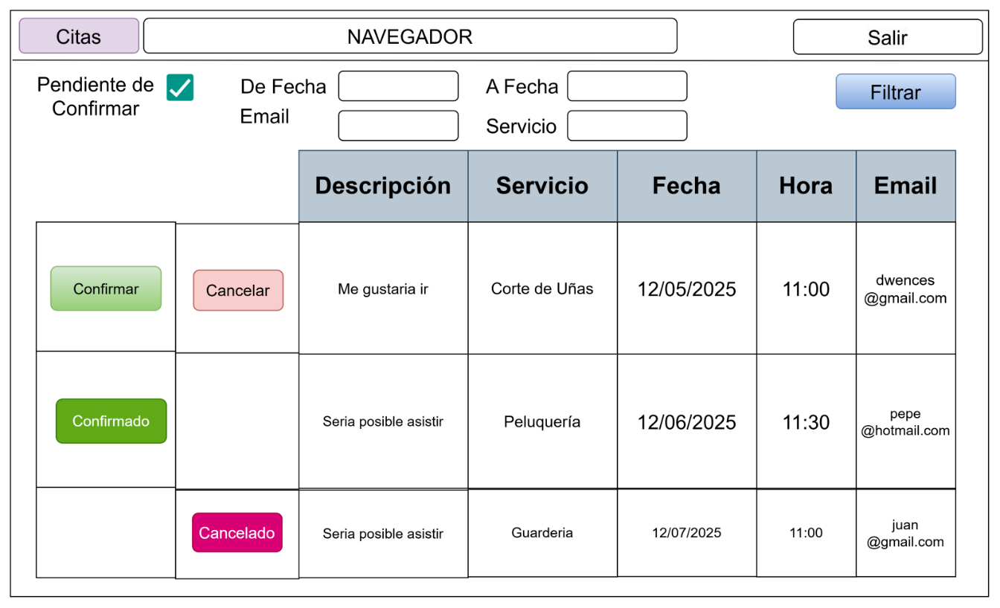 Citas
NAVEGADOR
Salir
Pendiente de
Confirmar
De Fecha
A Fecha
Filtrar
Email
Servicio
Descripción
Servicio
Fecha
Hora
Email
Confirmar
Cancelar
Me gustaria ir
Corte de Uñas
12/05/2025
11:00
dwences
@gmail.com
Confirmado
Seria posible asistir
Peluquería
12/06/2025
11:30
pepe
@hotmail.com
Cancelado
Seria posible asistir
Guarderia
12/07/2025
11:00
juan
@gmail.com